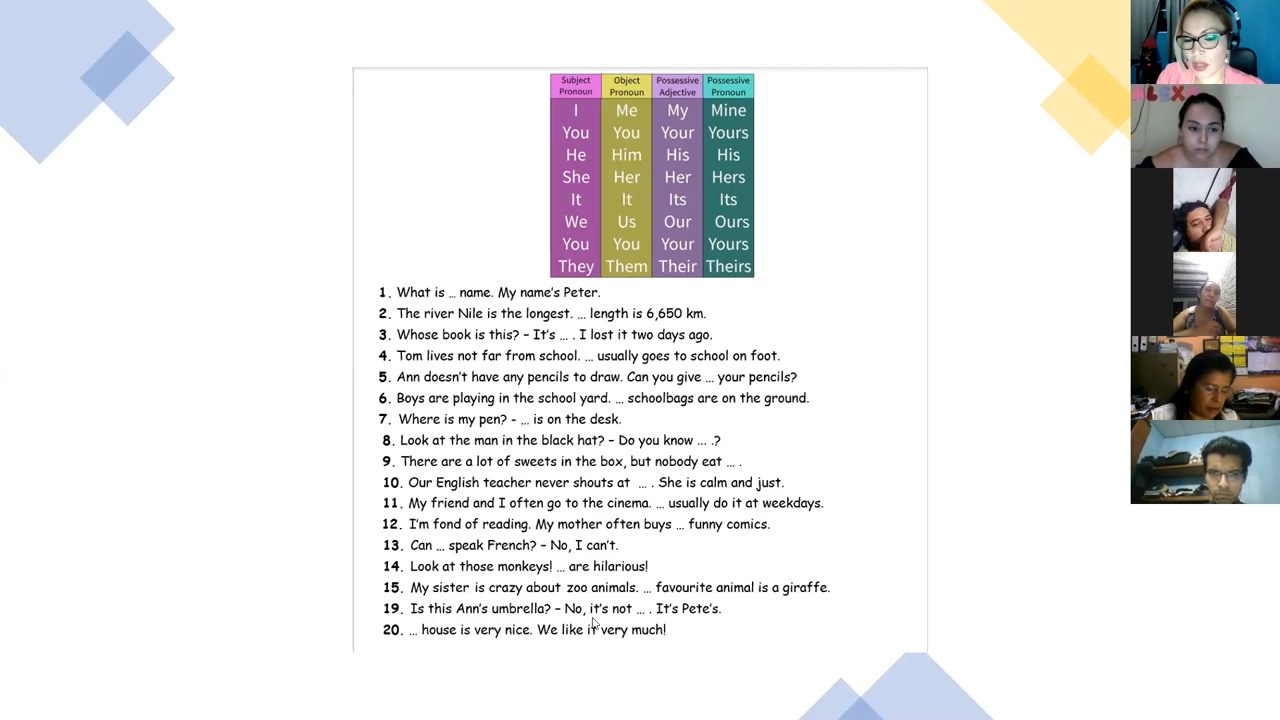 Subject Pronoun Object Pronoun Possessive Adjective Possessive Pronoun
I Me My Mine
You You Your Yours
He Him His His
She Her Her Hers
It It Its Its
We Us Our Ours
You You Your Yours
They Them Their Theirs
1. What is … name. My name's Peter.
2. The river Nile is the longest. … length is 6,650 km.
3. Whose book is this? – It's … . I lost it two days ago.
4. Tom lives not far from school. … usually goes to school on foot.
5. Ann doesn't have any pencils to draw. Can you give … your pencils?
6. Boys are playing in the school yard. … schoolbags are on the ground.
7. Where is my pen? - … is on the desk.
8. Look at the man in the black hat? – Do you know … .?
9. There are a lot of sweets in the box, but nobody eat … .
10. Our English teacher never shouts at … . She is calm and just.
11. My friend and I often go to the cinema. … usually do it at weekdays.
12. I'm fond of reading. My mother often buys … funny comics.
13. Can … speak French? – No, I can't.
14. Look at those monkeys! … are hilarious!
15. My sister is crazy about zoo animals. … favourite animal is a giraffe.
19. Is this Ann's umbrella? – No, it's not … . It's Pete's.
20. … house is very nice. We like it very much!